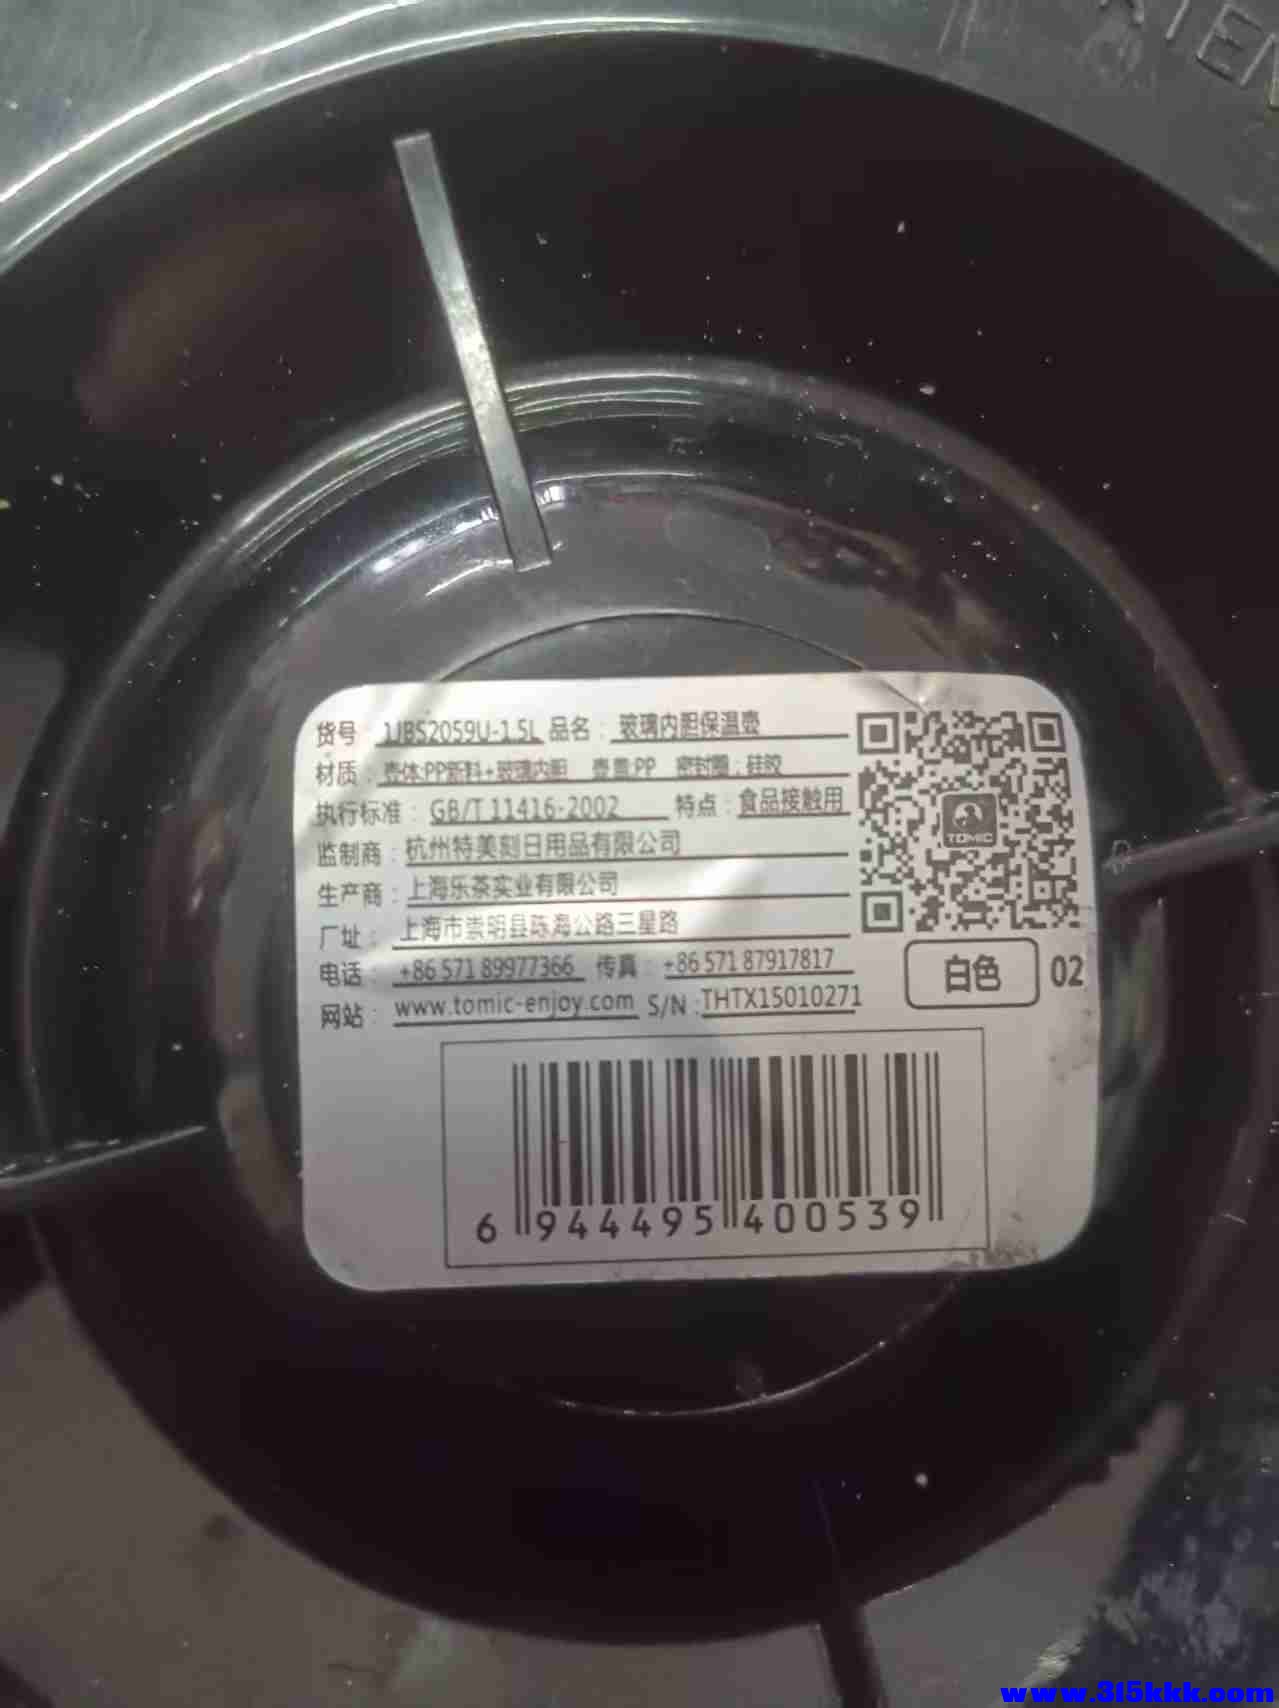 货号：1JBS2059U-1.5L 品名：玻璃内胆保温壶
材质：壶体:PP新料+玻璃内胆 壶盖:PP 密封圈：硅胶
执行标准：GB/T 11416-2002 特点：食品接触用
监制商：杭州特美刻日用品有限公司
生产商：上海乐茶实业有限公司
厂址：上海市崇明县陈海公路三星路
电话：+86 571 89977366 传真：+86 571 87917817
网站：www.tomic-enjoy.com S/N:THTX15010271
TOMIC
白色 02
6 944495 400539
www.315kkk.com